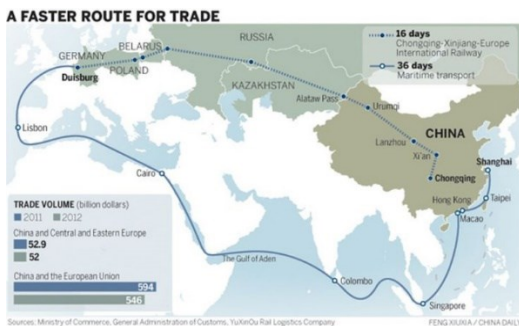 A FASTER ROUTE FOR TRADE
16 days
Chongqing-Xinjiang-Europe
International Railway
36 days
Maritime transport
RUSSIA
BELARUS
GERMANY
Duisburg
POLAND
KAZAKHSTAN
Alataw Pass
Urumqi
Lisbon
CHINA
Lanzhou
Xi'an
Shanghai
Cairo
Chongqing
Hong Kong
Taipei
Macao
TRADE VOLUME (billion dollars)
2011 2012
China and Central and Eastern Europe
52.9
52
The Gulf of Aden
China and the European Union
594
546
Colombo
Singapore
Sources: Ministry of Commerce, General Administration of Customs, YuXinOu Rail Logistics Company
FENG XIUXIA / CHINA DAILY